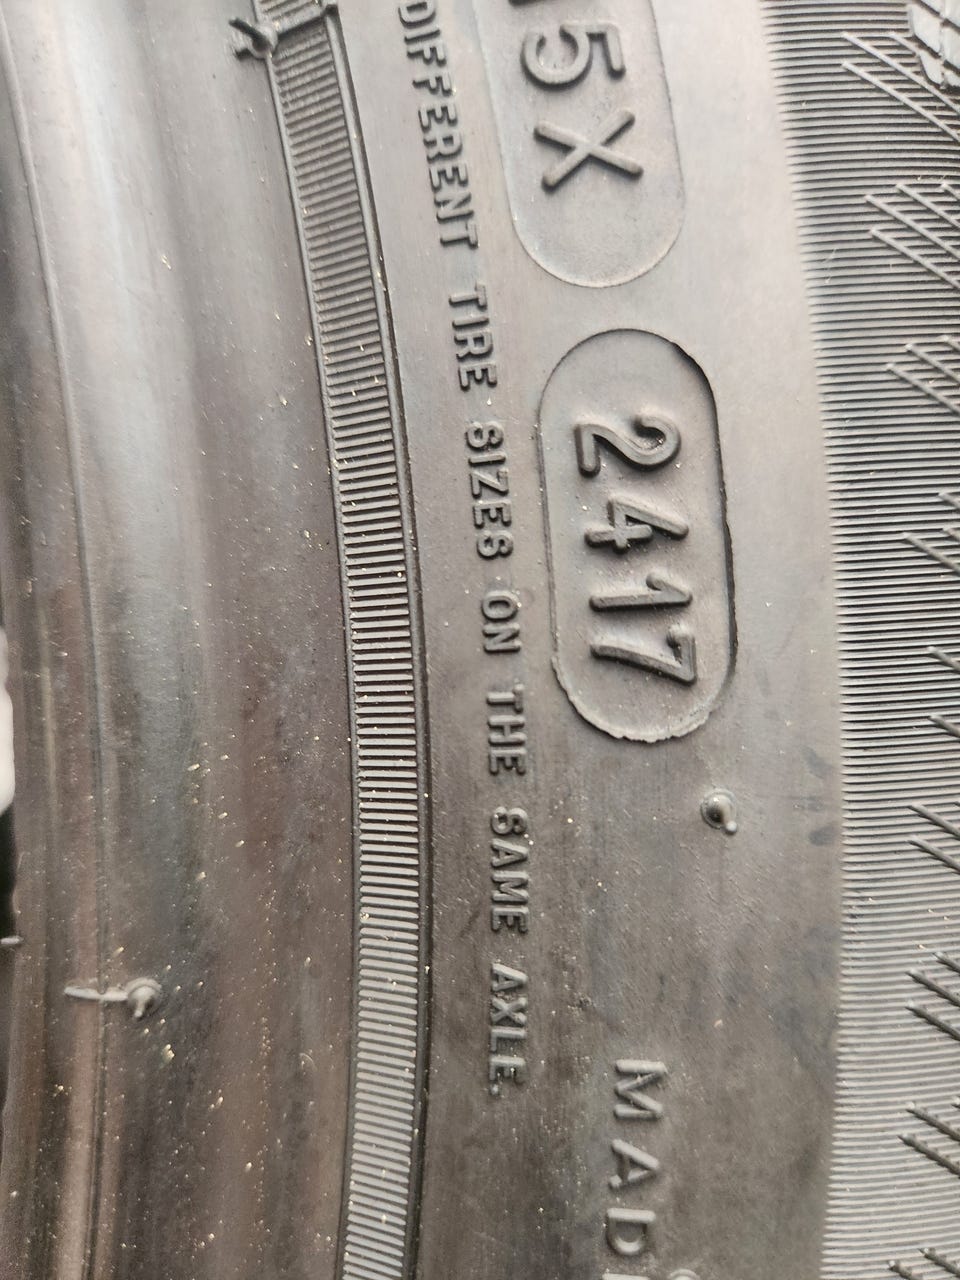 5X
2417
DIFFERENT TIRE SIZES ON THE SAME AXLE.
MAD